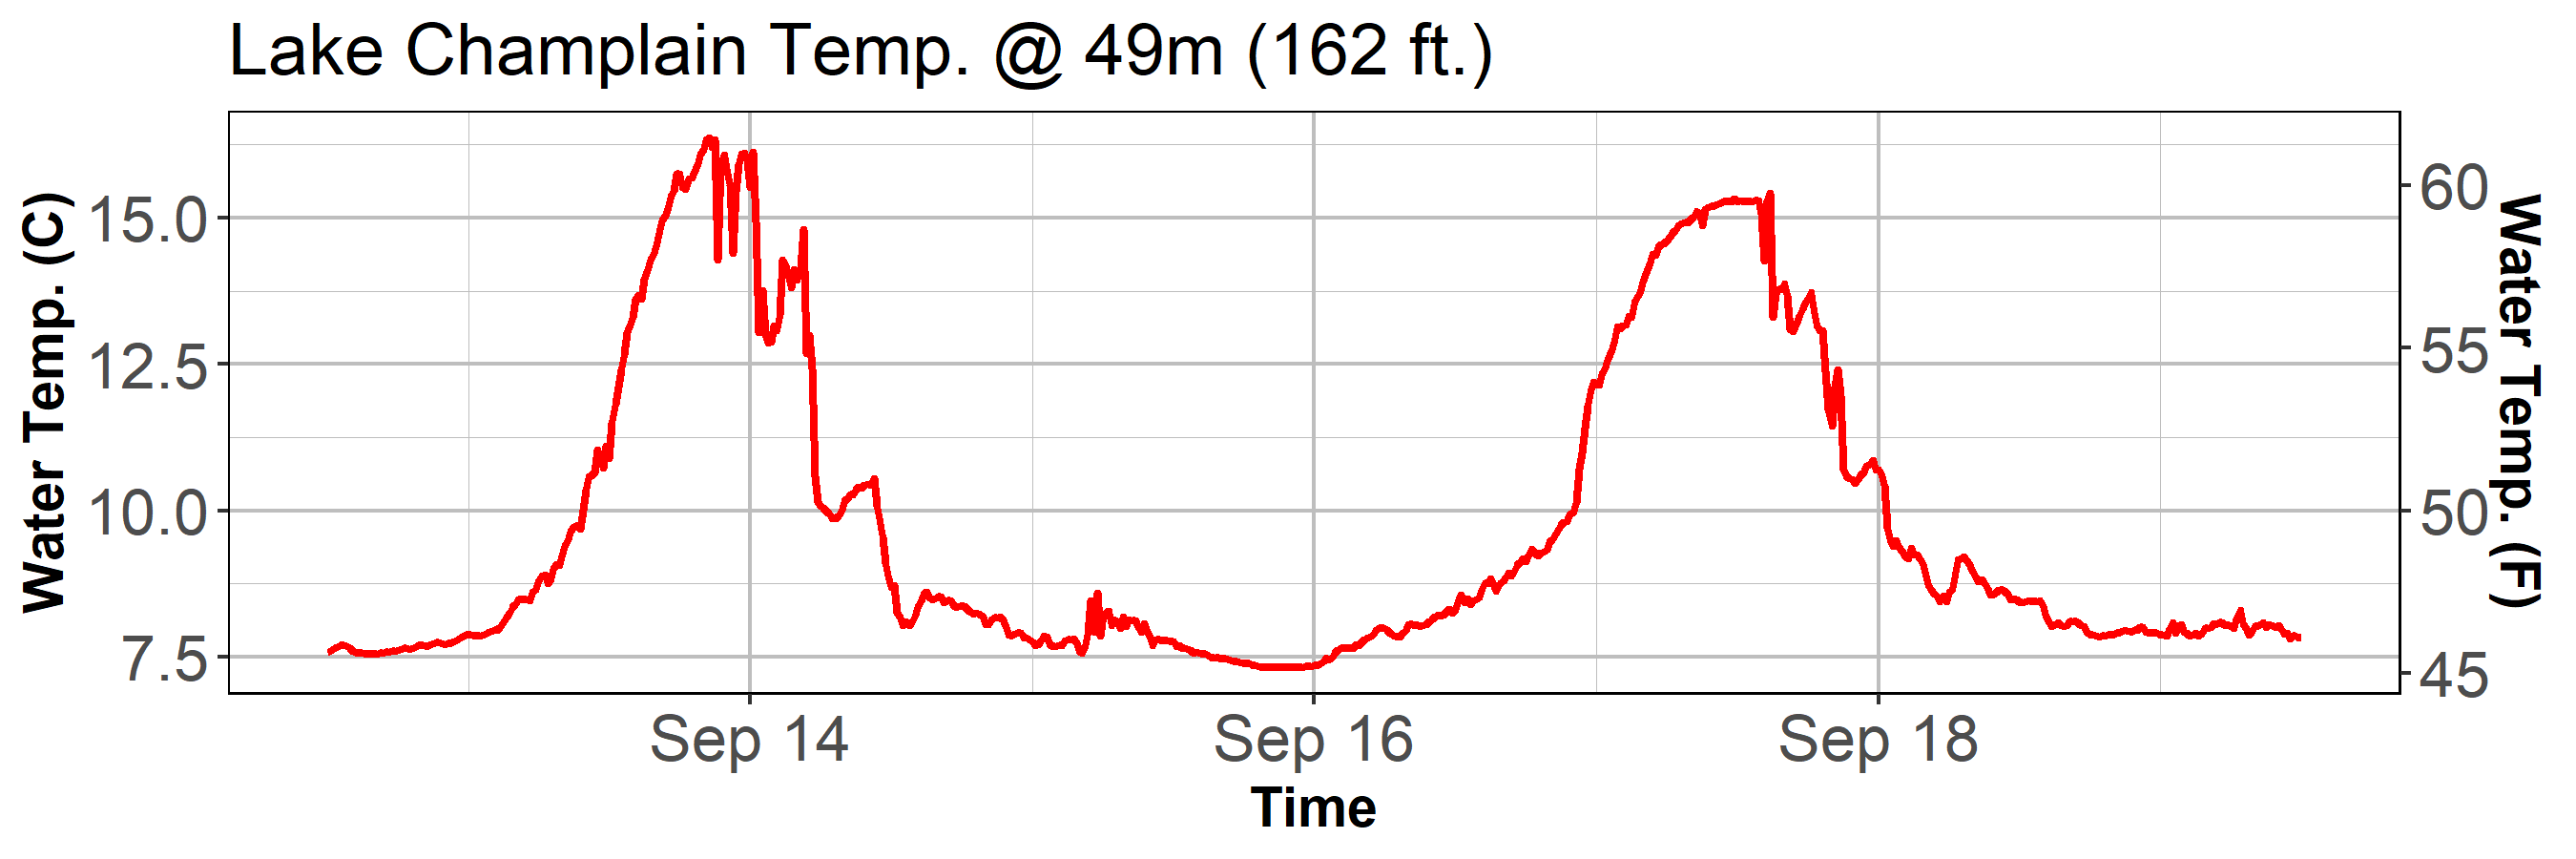 Lake Champlain Temp. @ 49m (162 ft.)
Water Temp. (C)
15.0
12.5
10.0
7.5
60
55
50
45
Water Temp. (F)
Sep 14
Sep 16
Sep 18
Time